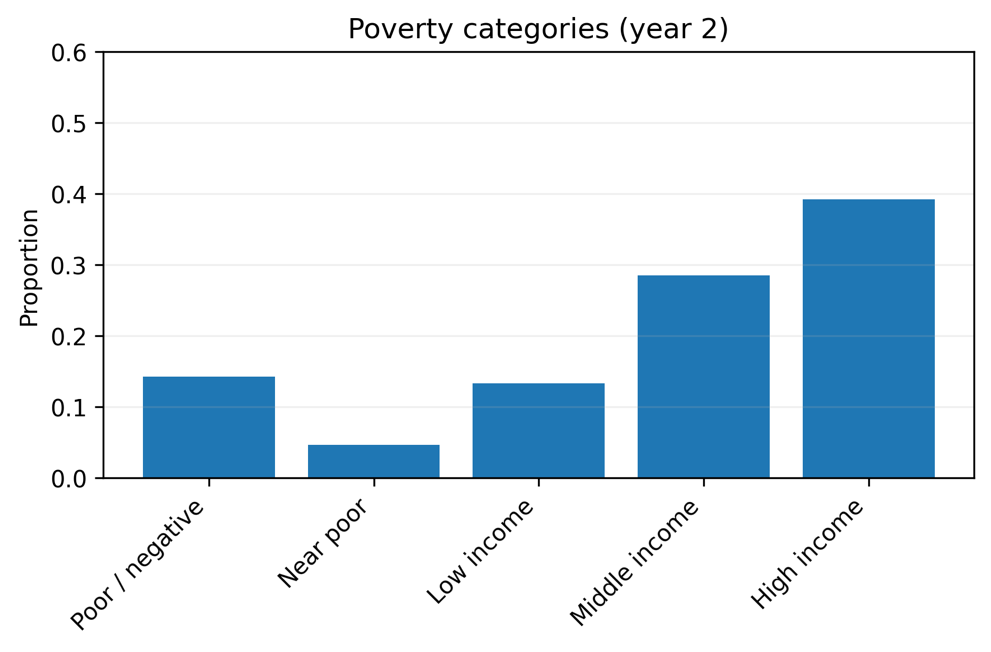 Poverty categories (year 2)
Proportion
0.6
0.5
0.4
0.3
0.2
0.1
0.0
Poor / negative
Near poor
Low income
Middle income
High income